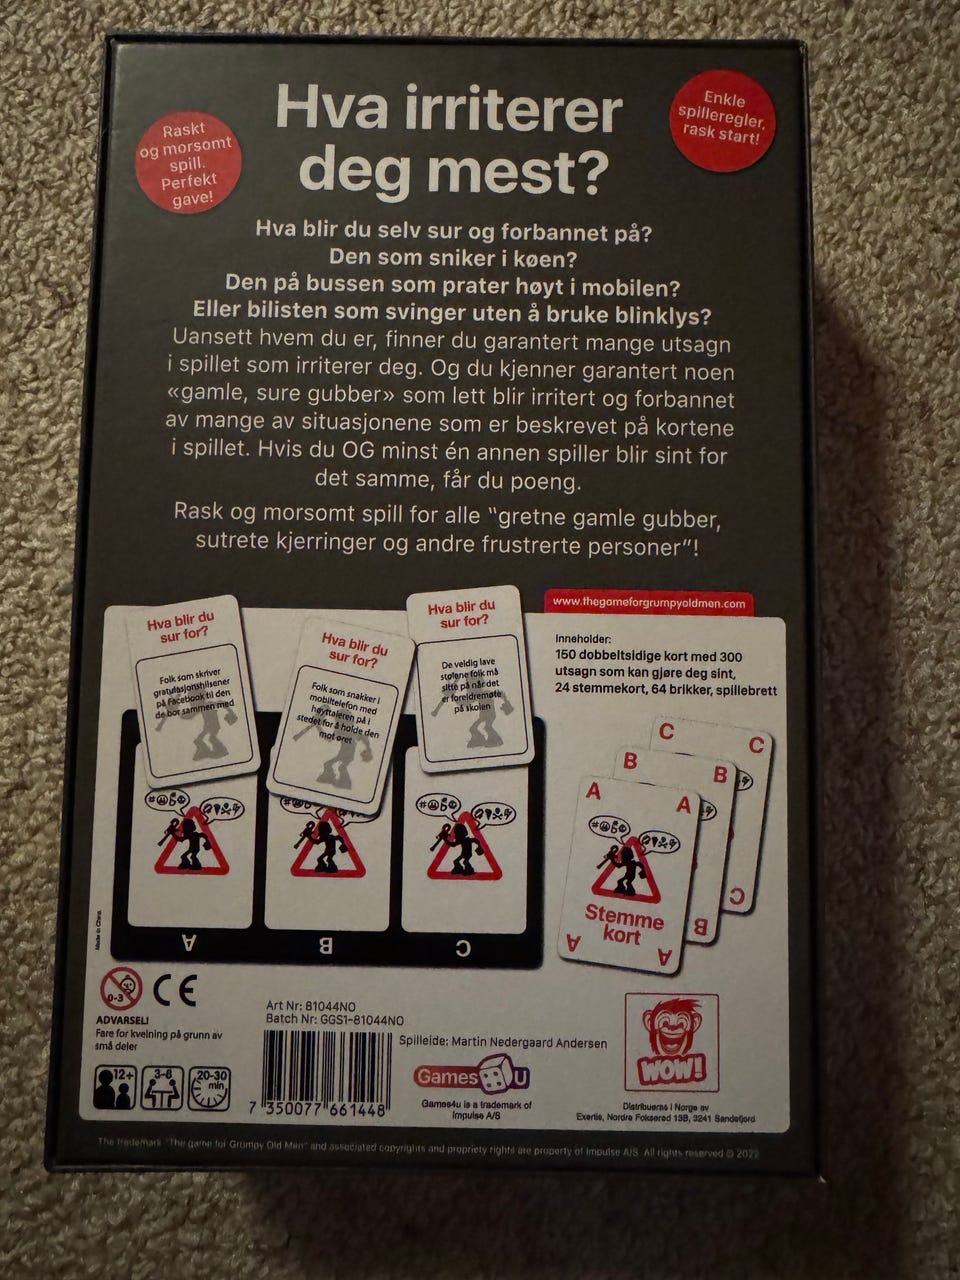 Hva irriterer
deg mest?
Raskt
og morsomt
spill.
Perfekt
gave!
Enkle
spilleregler,
rask start!
Hva blir du selv sur og forbannet på?
Den som sniker i køen?
Den på bussen som prater høyt i mobilen?
Eller bilisten som svinger uten å bruke blinklys?
Uansett hvem du er, finner du garantert mange utsagn
i spillet som irriterer deg. Og du kjenner garantert noen
«gamle, sure gubber» som lett blir irritert og forbannet
av mange av situasjonene som er beskrevet på kortene
i spillet. Hvis du OG minst én annen spiller blir sint for
det samme, får du poeng.
Rask og morsomt spill for alle "gretne gamle gubber,
sutrete kjerringer og andre frustrerte personer"!
Hva blir du
sur for?
Folk som skriver
gratulasjonshilsener
på Facebook til den
de bor sammen med
Hva blir du
sur for?
Folk som snakker i
mobiltelefon med
høyttaleren på i
stedet for å holde den
mot øret
Hva blir du
sur for?
De veldig lave
stolene folk må
sitte på når det
er foreldremøte
på skolen
www.thegameforgrumpyoldmen.com
Inneholder:
150 dobbeltsidige kort med 300
utsagn som kan gjøre deg sint,
24 stemmekort, 64 brikker, spillebrett
C
C
B
B
A
A
Stemme
kort
A
A
B
C
A
B
C
Made in China
0-3
CE
ADVARSEL!
Fare for kvelning på grunn av
små deler
12+
3-8
20-30
min
Art Nr: 81044NO
Batch Nr: GGS1-81044NO
7 350077 661448
Spilleide: Martin Nedergaard Andersen
Games4U
Games4u is a trademark of
Impulse A/S
WOW!
Distribueres i Norge av
Exertis, Nordre Fokserød 13B, 3241 Sandefjord
The trademark "The game for Grumpy Old Men" and associated copyrights and propriety rights are property of Impulse A/S. All rights reserved © 2022